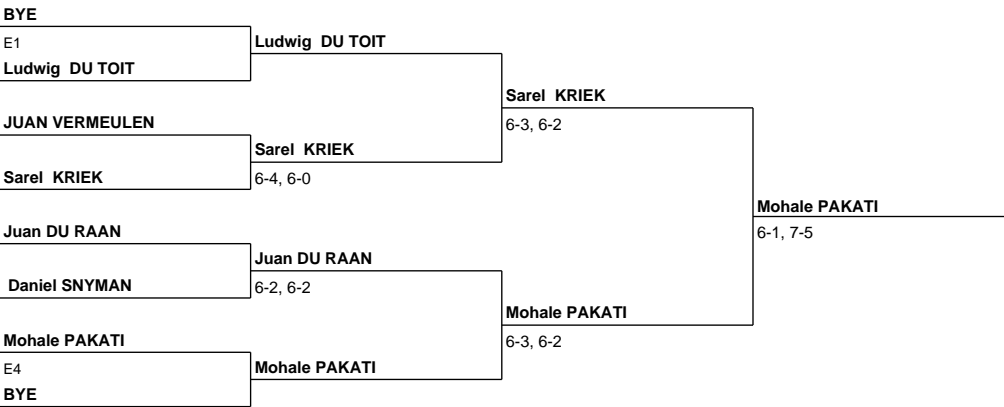 BYE
E1
Ludwig DU TOIT
Ludwig DU TOIT
Sarel KRIEK
6-3, 6-2
JUAN VERMEULEN
Sarel KRIEK
Sarel KRIEK
6-4, 6-0
Mohale PAKATI
6-1, 7-5
Juan DU RAAN
Juan DU RAAN
Daniel SNYMAN
6-2, 6-2
Mohale PAKATI
6-3, 6-2
Mohale PAKATI
E4
Mohale PAKATI
BYE